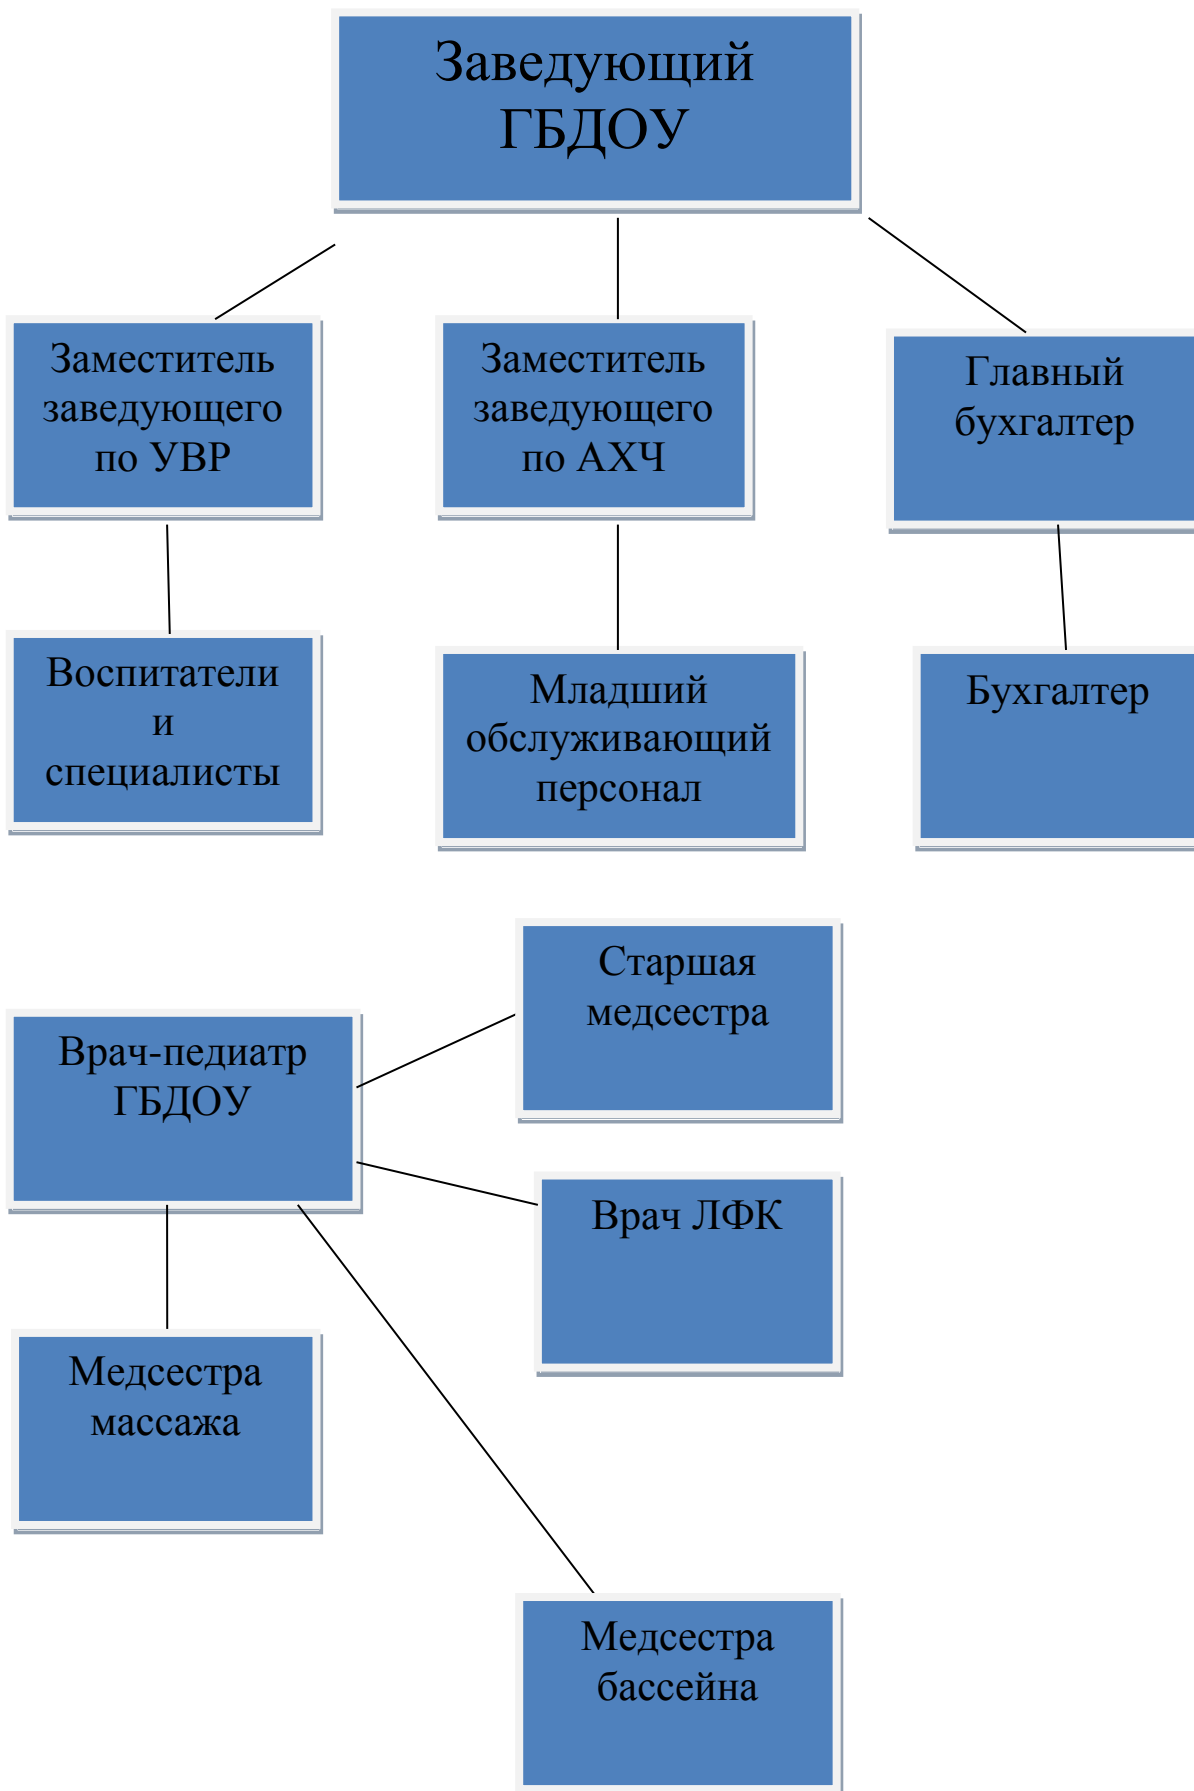 Заведующий
ГБДОУ
Заместитель
заведующего
по УВР
Заместитель
заведующего
по АХЧ
Главный
бухгалтер
Воспитатели
и
специалисты
Младший
обслуживающий
персонал
Бухгалтер
Старшая
медсестра
Врач-педиатр
ГБДОУ
Врач ЛФК
Медсестра
массажа
Медсестра
бассейна